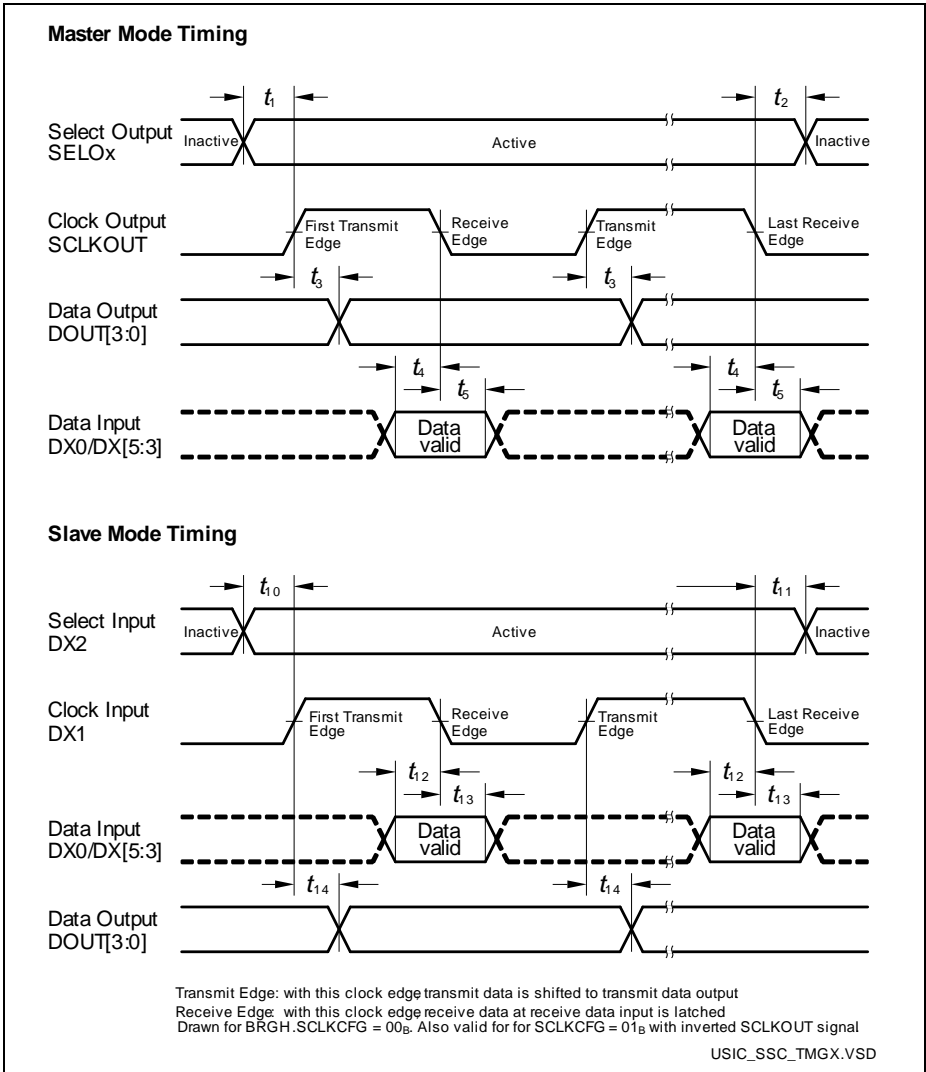 Master Mode Timing
t1
t2
Select Output
SELOx
Inactive
Active
Inactive
Clock Output
SCLKOUT
First Transmit
Edge
Receive
Edge
Transmit
Edge
Last Receive
Edge
t3
t3
Data Output
DOUT[3:0]
t4
t5
t4
t5
Data Input
DX0/DX[5:3]
Data
valid
Data
valid
Slave Mode Timing
t10
t11
Select Input
DX2
Inactive
Active
Inactive
Clock Input
DX1
First Transmit
Edge
Receive
Edge
Transmit
Edge
Last Receive
Edge
t12
t13
t12
t13
Data Input
DX0/DX[5:3]
Data
valid
Data
valid
t14
t14
Data Output
DOUT[3:0]
Transmit Edge: with this clock edge, transmit data is shifted to transmit data output
Receive Edge: with this clock edge, receive data at receive data input is latched
Drawn for BRGH.SCLKCFG = 00B. Also valid for for SCLKCFG = 01B with inverted SCLKOUT signal.
USIC_SSC_TMGX.VSD